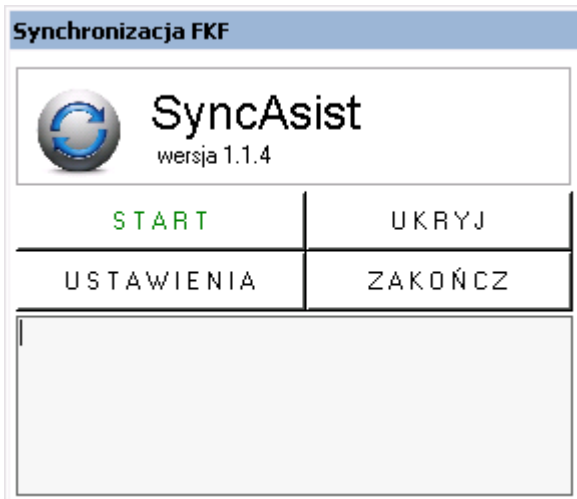 Synchronizacja FKF
SyncAsist
wersja 1.1.4
START UKRYJ
USTAWIENIA ZAKOŃCZ